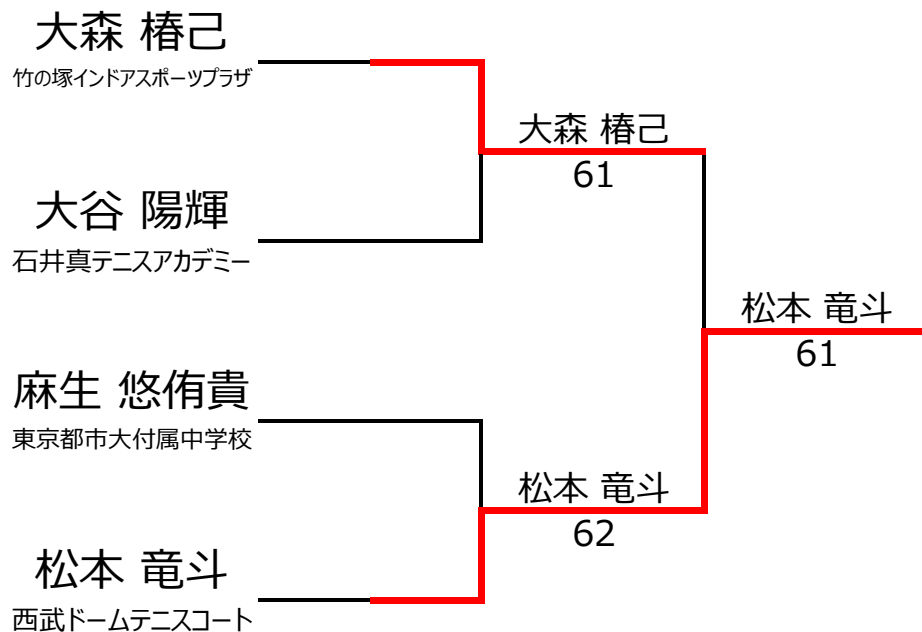 大森 椿己
竹の塚インドアスポーツプラザ
大森 椿己
61
大谷 陽輝
石井真テニスアカデミー
松本 竜斗
61
麻生 悠侑貴
東京都市大付属中学校
松本 竜斗
62
松本 竜斗
西武ドームテニスコート